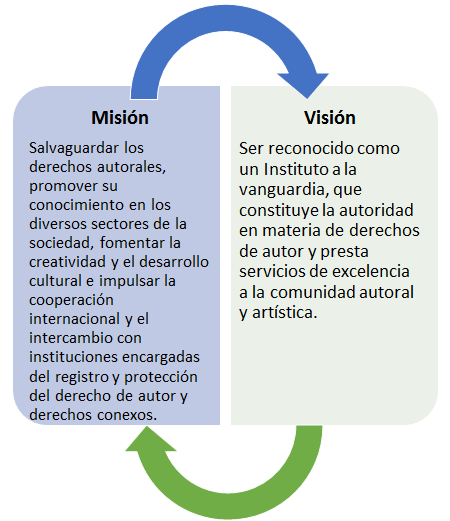 Misión
Salvaguardar los
derechos autorales,
promover su
conocimiento en los
diversos sectores de la
sociedad, fomentar la
creatividad y el desarrollo
cultural e impulsar la
cooperación
internacional y el
intercambio con
instituciones encargadas
del registro y protección
del derecho de autor y
derechos conexos.
Visión
Ser reconocido como
un Instituto a la
vanguardia, que
constituye la autoridad
en materia de derechos
de autor y presta
servicios de excelencia
a la comunidad autoral
y artística.